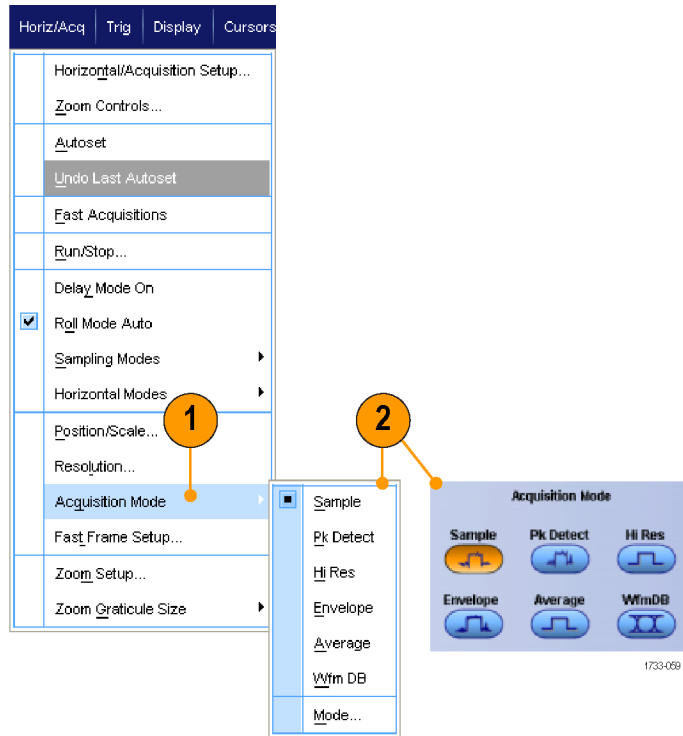 Horiz/Acq Trig Display Cursors
Horizontal/Acquisition Setup...
Zoom Controls...
Autoset
Undo Last Autoset
Fast Acquisitions
Run/Stop...
Delay Mode On
Roll Mode Auto
Sampling Modes
Horizontal Modes
Position/Scale...
Resolution...
Acquisition Mode
Fast Frame Setup...
Zoom Setup...
Zoom Graticule Size
1
2
Sample
Pk Detect
Hi Res
Envelope
Average
Wfm DB
Mode...
Acquisition Mode
Sample Pk Detect Hi Res
Envelope Average WfmDB
1733-059